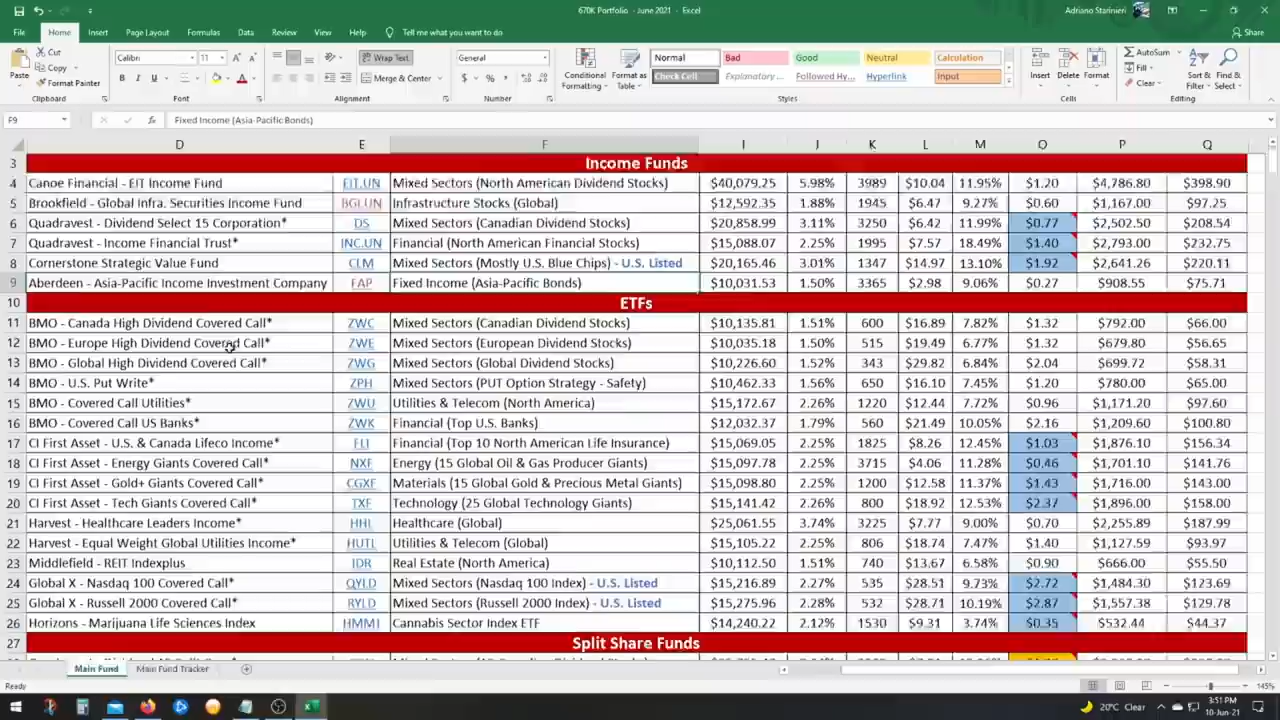 670K Portfolio - June 2021 - Excel
Adriano Starinieri
File Home Insert Page Layout Formulas Data Review View Help Tell me what you want to do Share
Paste Cut Copy Format Painter Clipboard
Calibri 11 B I U A Font
Wrap Text Merge & Center Alignment
General $ % Number
Conditional Formatting Format as Table
Normal Bad Good Neutral Calculation
Check Cell Explanatory ... Followed Hy... Hyperlink Input
Styles
Insert Delete Format Cells
AutoSum Fill Clear Sort & Filter Find & Select Editing
F9 fx Fixed Income (Asia-Pacific Bonds)
D E F I J K L M O P Q
3 Income Funds
4 Canoe Financial - EIT Income Fund EIT.UN Mixed Sectors (North American Dividend Stocks) $40,079.25 5.98% 3989 $10.04 11.95% $1.20 $4,786.80 $398.90
5 Brookfield - Global Infra. Securities Income Fund BGI.UN Infrastructure Stocks (Global) $12,592.35 1.88% 1945 $6.47 9.27% $0.60 $1,167.00 $97.25
6 Quadravest - Dividend Select 15 Corporation* DS Mixed Sectors (Canadian Dividend Stocks) $20,858.99 3.11% 3250 $6.42 11.99% $0.77 $2,502.50 $208.54
7 Quadravest - Income Financial Trust* INC.UN Financial (North American Financial Stocks) $15,088.07 2.25% 1995 $7.57 18.49% $1.40 $2,793.00 $232.75
8 Cornerstone Strategic Value Fund CLM Mixed Sectors (Mostly U.S. Blue Chips) - U.S. Listed $20,165.46 3.01% 1347 $14.97 13.10% $1.92 $2,641.26 $220.11
9 Aberdeen - Asia-Pacific Income Investment Company FAP Fixed Income (Asia-Pacific Bonds) $10,031.53 1.50% 3365 $2.98 9.06% $0.27 $908.55 $75.71
10 ETFs
11 BMO - Canada High Dividend Covered Call* ZWC Mixed Sectors (Canadian Dividend Stocks) $10,135.81 1.51% 600 $16.89 7.82% $1.32 $792.00 $66.00
12 BMO - Europe High Dividend Covered Call* ZWE Mixed Sectors (European Dividend Stocks) $10,035.18 1.50% 515 $19.49 6.77% $1.32 $679.80 $56.65
13 BMO - Global High Dividend Covered Call* ZWG Mixed Sectors (Global Dividend Stocks) $10,226.60 1.52% 343 $29.82 6.84% $2.04 $699.72 $58.31
14 BMO - U.S. Put Write* ZPH Mixed Sectors (PUT Option Strategy - Safety) $10,462.33 1.56% 650 $16.10 7.45% $1.20 $780.00 $65.00
15 BMO - Covered Call Utilities* ZWU Utilities & Telecom (North America) $15,172.67 2.26% 1220 $12.44 7.72% $0.96 $1,171.20 $97.60
16 BMO - Covered Call US Banks* ZWK Financial (Top U.S. Banks) $12,032.37 1.79% 560 $21.49 10.05% $2.16 $1,209.60 $100.80
17 CI First Asset - U.S. & Canada Lifeco Income* FLI Financial (Top 10 North American Life Insurance) $15,069.05 2.25% 1825 $8.26 12.45% $1.03 $1,876.10 $156.34
18 CI First Asset - Energy Giants Covered Call* NXF Energy (15 Global Oil & Gas Producer Giants) $15,097.78 2.25% 3715 $4.06 11.28% $0.46 $1,701.10 $141.76
19 CI First Asset - Gold+ Giants Covered Call* CGXF Materials (15 Global Gold & Precious Metal Giants) $15,098.80 2.25% 1200 $12.58 11.37% $1.43 $1,716.00 $143.00
20 CI First Asset - Tech Giants Covered Call* TXF Technology (25 Global Technology Giants) $15,141.42 2.26% 800 $18.92 12.53% $2.37 $1,896.00 $158.00
21 Harvest - Healthcare Leaders Income* HHL Healthcare (Global) $25,061.55 3.74% 3225 $7.77 9.00% $0.70 $2,255.89 $187.99
22 Harvest - Equal Weight Global Utilities Income* HUTL Utilities & Telecom (Global) $15,105.22 2.25% 806 $18.74 7.47% $1.40 $1,127.59 $93.97
23 Middlefield - REIT Indexplus IDR Real Estate (North America) $10,112.50 1.51% 740 $13.67 6.58% $0.90 $666.00 $55.50
24 Global X - Nasdaq 100 Covered Call* QYLD Mixed Sectors (Nasdaq 100 Index) - U.S. Listed $15,216.89 2.27% 535 $28.51 9.73% $2.72 $1,484.30 $123.69
25 Global X - Russell 2000 Covered Call* RYLD Mixed Sectors (Russell 2000 Index) - U.S. Listed $15,275.96 2.28% 532 $28.71 10.19% $2.87 $1,557.38 $129.78
26 Horizons - Marijuana Life Sciences Index HMMJ Cannabis Sector Index ETF $14,240.22 2.12% 1530 $9.31 3.74% $0.35 $532.44 $44.37
27 Split Share Funds
Main Fund Main Fund Tracker
Ready 145%
20°C Clear 3:51 PM
10-Jun-21